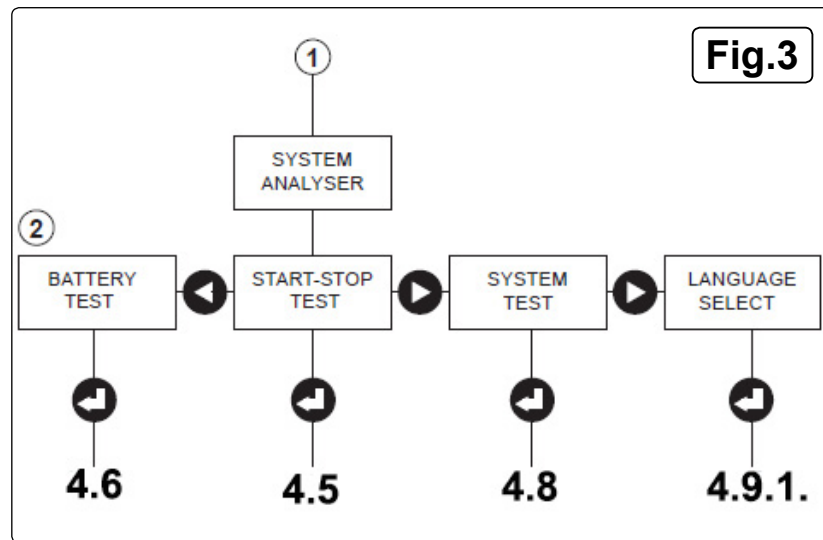 Fig.3
1
SYSTEM
ANALYSER
2
BATTERY
TEST
START-STOP
TEST
SYSTEM
TEST
LANGUAGE
SELECT
4.6
4.5
4.8
4.9.1.